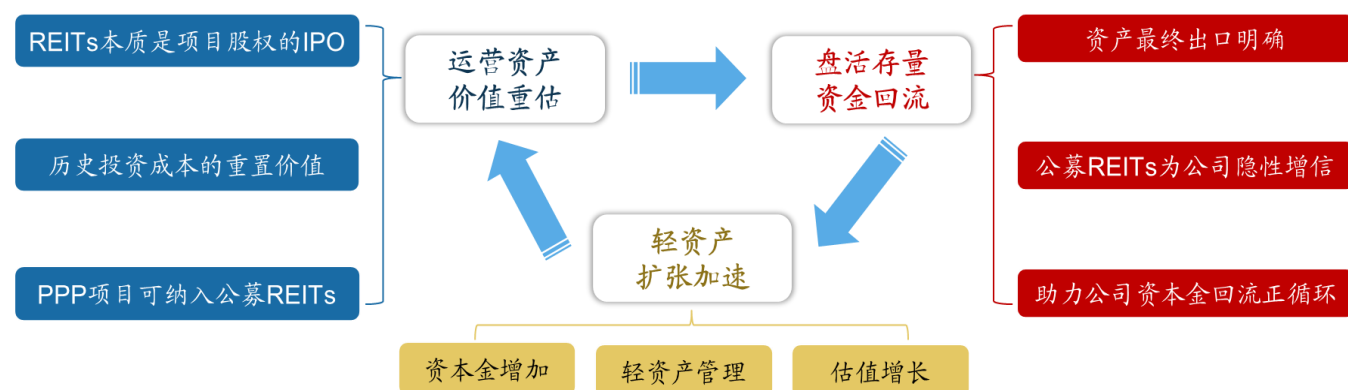 REITs本质是项目股权的IPO
历史投资成本的重置价值
PPP项目可纳入公募REITs
运营资产
价值重估
盘活存量
资金回流
轻资产
扩张加速
资本金增加
轻资产管理
估值增长
资产最终出口明确
公募REITs为公司隐性增信
助力公司资本金回流正循环